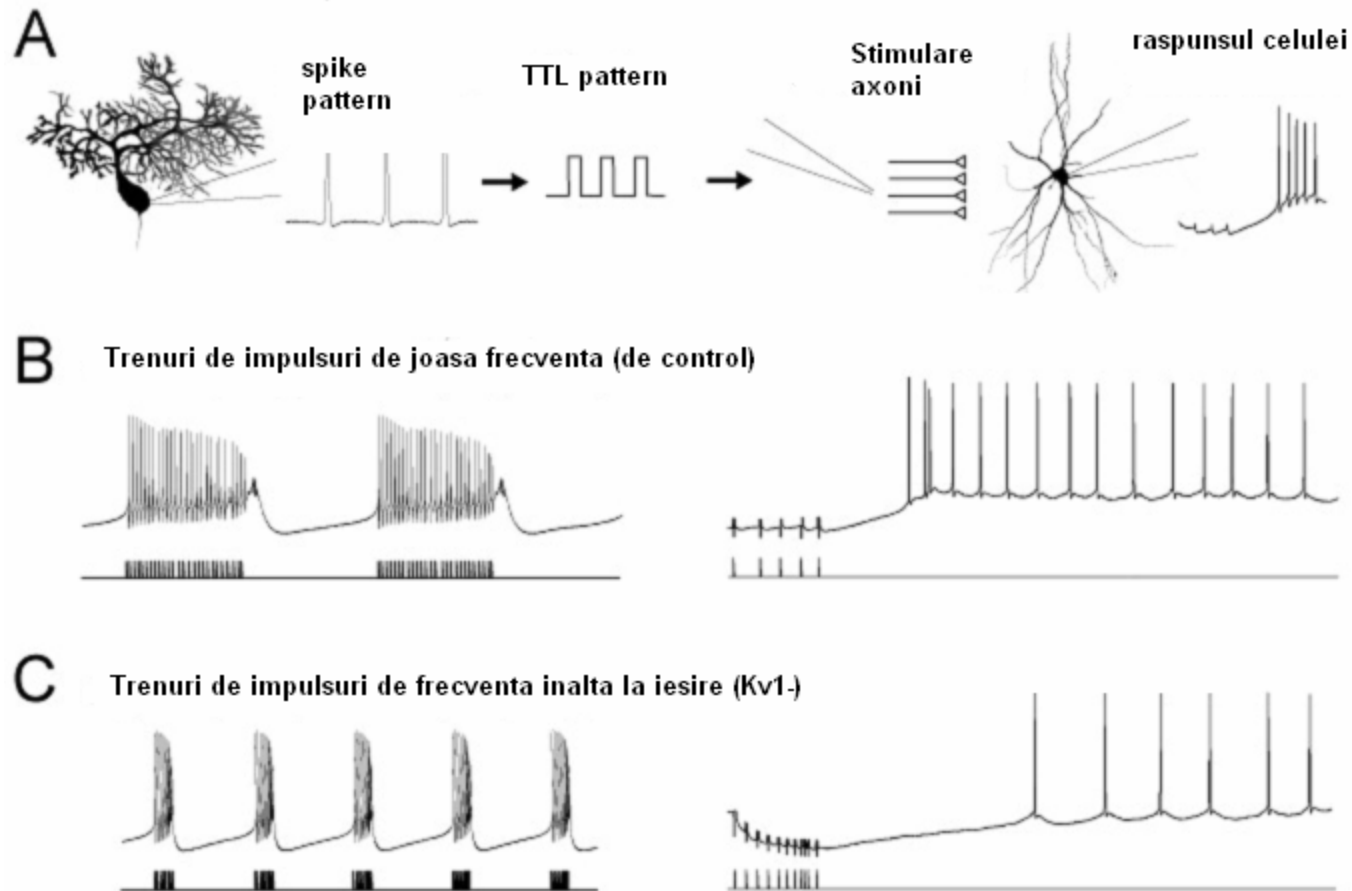 A
spike
pattern
TTL pattern
Stimulare
axoni
raspunsul celulei
B
Trenuri de impulsuri de joasa frecventa (de control)
C
Trenuri de impulsuri de frecventa inalta la iesire (Kv1-)